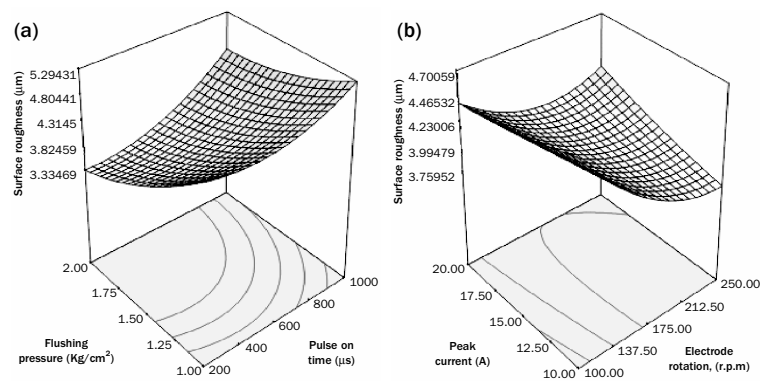 (a)
5.29431
4.80441
4.3145
3.82459
3.33469
Surface roughness (μm)
2.00
1.75
1.50
1.25
1.00
Flushing
pressure (Kg/cm²)
200
400
600
800
1000
Pulse on
time (μs)
(b)
4.70059
4.46532
4.23006
3.99479
3.75952
Surface roughness (μm)
20.00
17.50
15.00
12.50
10.00
Peak
current (A)
100.00
137.50
175.00
212.50
250.00
Electrode
rotation, (r.p.m)